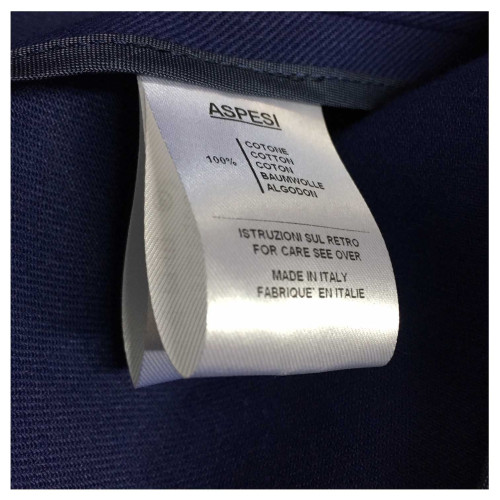 ASPESI
COTONE
COTTON
100% COTON
BAUMWOLLE
ALGODON
ISTRUZIONI SUL RETRO
FOR CARE SEE OVER
MADE IN ITALY
FABRIQUE' EN ITALIE